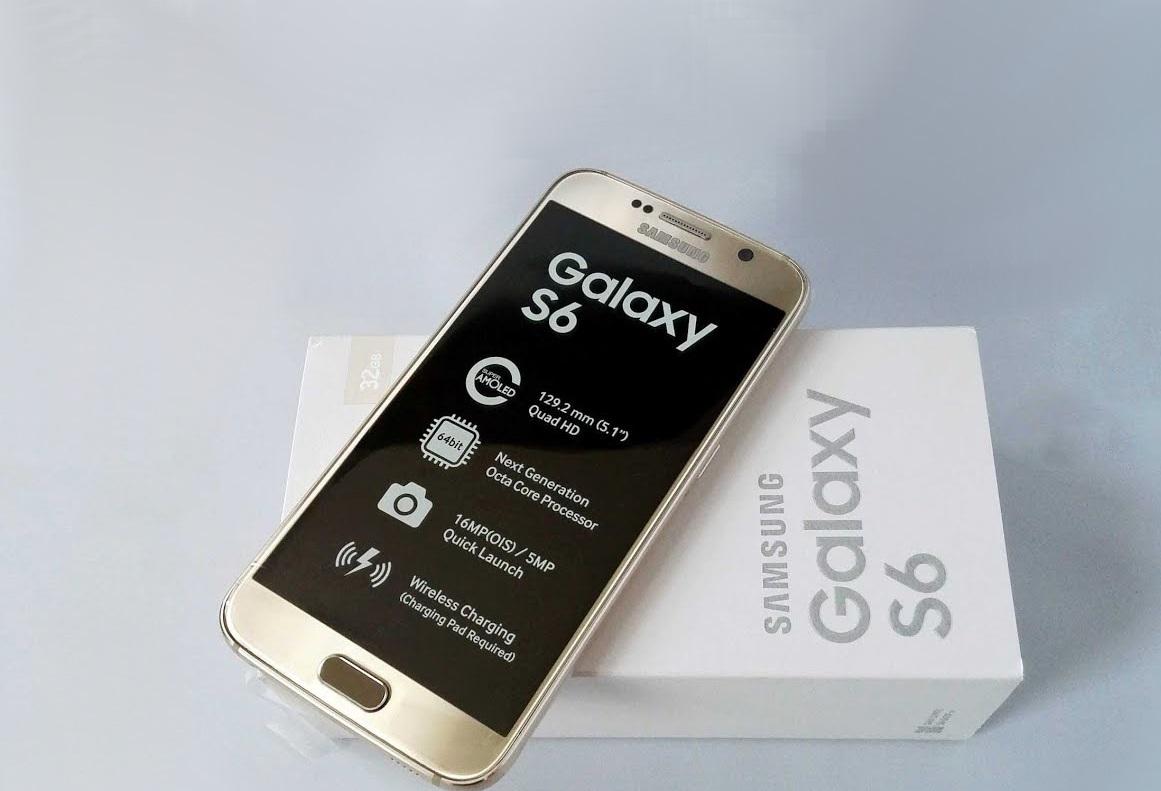 SAMSUNG
Galaxy
S6
SUPER
AMOLED
129.2 mm (5.1")
Quad HD
64bit
Next Generation
Octa Core Processor
16MP(OIS) / 5MP
Quick Launch
Wireless Charging
(Charging Pad Required)
32GB
SAMSUNG
Galaxy
S6